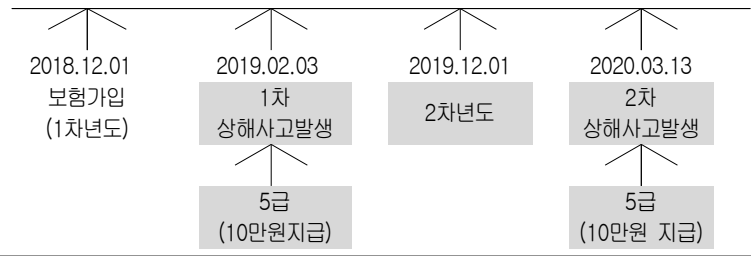 2018.12.01
보험가입
(1차년도)
2019.02.03
1차
상해사고발생
5급
(10만원지급)
2019.12.01
2차년도
2020.03.13
2차
상해사고발생
5급
(10만원 지급)